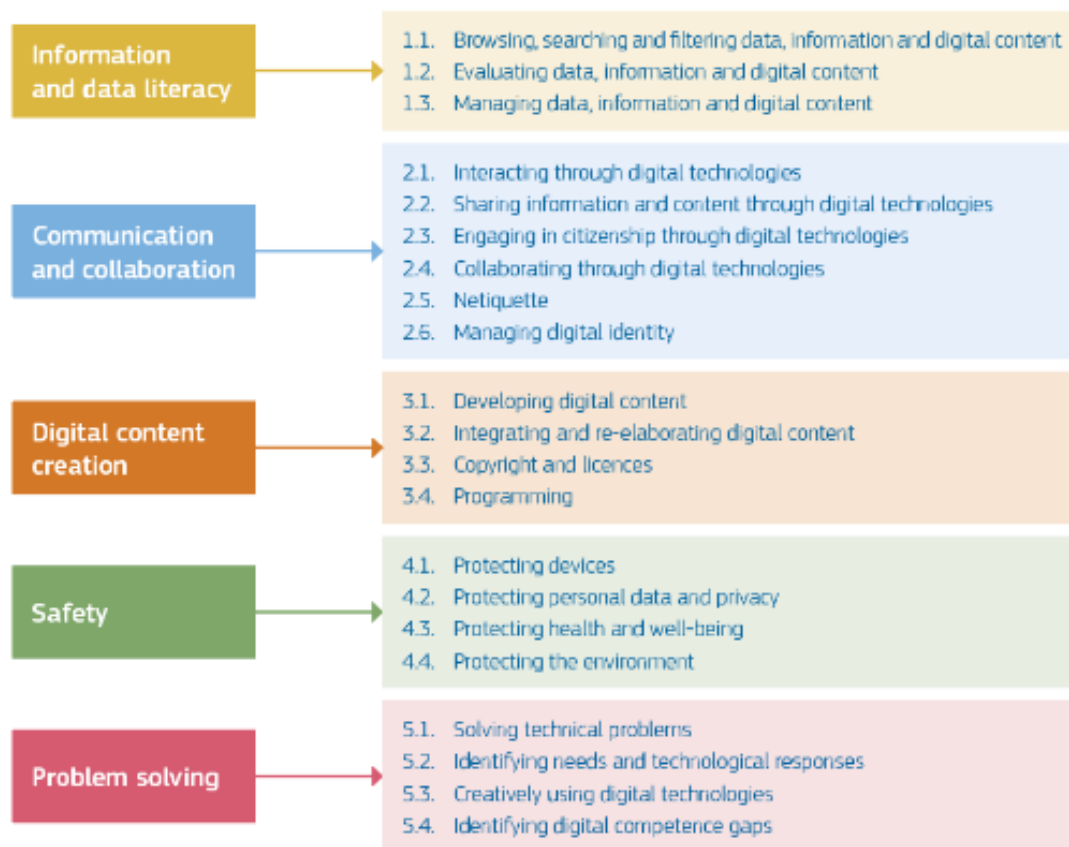 Information
and data literacy
1.1. Browsing, searching and filtering data, information and digital content
1.2. Evaluating data, information and digital content
1.3. Managing data, information and digital content
Communication
and collaboration
2.1. Interacting through digital technologies
2.2. Sharing information and content through digital technologies
2.3. Engaging in citizenship through digital technologies
2.4. Collaborating through digital technologies
2.5. Netiquette
2.6. Managing digital identity
Digital content
creation
3.1. Developing digital content
3.2. Integrating and re-elaborating digital content
3.3. Copyright and licences
3.4. Programming
Safety
4.1. Protecting devices
4.2. Protecting personal data and privacy
4.3. Protecting health and well-being
4.4. Protecting the environment
Problem solving
5.1. Solving technical problems
5.2. Identifying needs and technological responses
5.3. Creatively using digital technologies
5.4. Identifying digital competence gaps